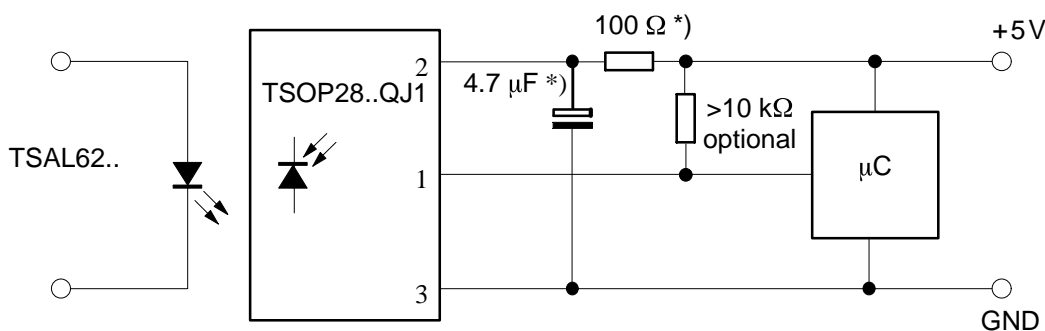 100 Ω *)
+5V
2
4.7 µF *)
TSOP28..QJ1
>10 kΩ
optional
TSAL62..
1
µC
3
GND